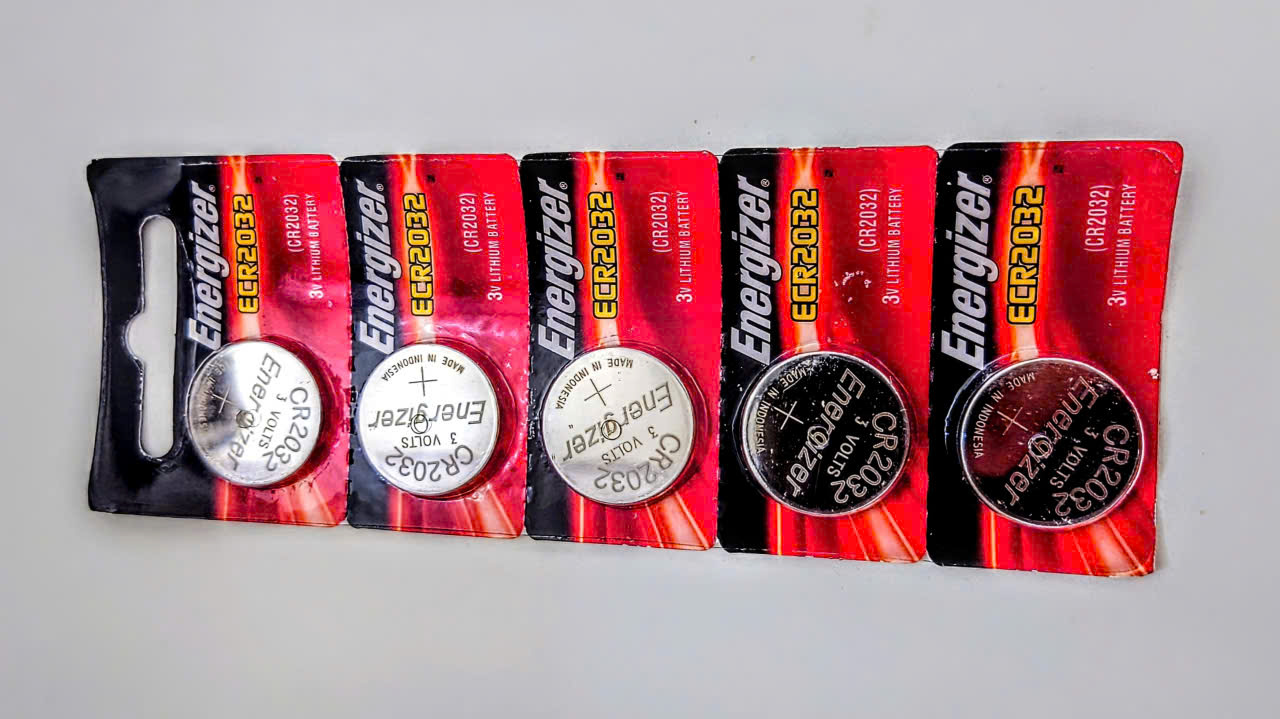 Energizer®
ECR2032
(CR2032)
3V LITHIUM BATTERY
Energizer
3 VOLTS
CR2032
Energizer®
ECR2032
(CR2032)
3V LITHIUM BATTERY
MADE IN INDONESIA
+
Energizer
3 VOLTS
CR2032
Energizer®
ECR2032
(CR2032)
3V LITHIUM BATTERY
MADE IN INDONESIA
+
Energizer
3 VOLTS
CR2032
Energizer®
ECR2032
(CR2032)
3V LITHIUM BATTERY
MADE IN INDONESIA
+
Energizer
3 VOLTS
CR2032
Energizer®
ECR2032
(CR2032)
3V LITHIUM BATTERY
MADE IN INDONESIA
+
Energizer
3 VOLTS
CR2032